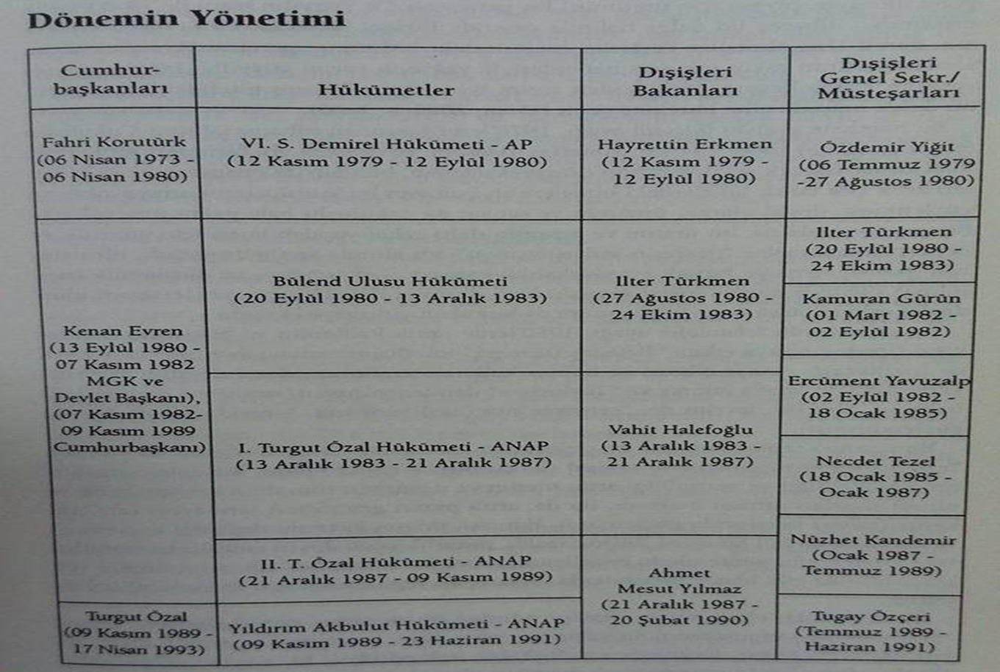 Dönemin Yönetimi
Cumhur-
başkanları
Hükümetler
Dışişleri
Bakanları
Dışişleri
Genel Sekr./
Müsteşarları
Fahri Korutürk
(06 Nisan 1973 -
06 Nisan 1980)
VI. S. Demirel Hükümeti - AP
(12 Kasım 1979 - 12 Eylül 1980)
Hayrettin Erkmen
(12 Kasım 1979 -
12 Eylül 1980)
Özdemir Yiğit
(06 Temmuz 1979
-27 Ağustos 1980)
Kenan Evren
(13 Eylül 1980 -
07 Kasım 1982
MGK ve
Devlet Başkanı),
(07 Kasım 1982-
09 Kasım 1989
Cumhurbaşkanı)
Bülend Ulusu Hükümeti
(20 Eylül 1980 - 13 Aralık 1983)
Ilter Türkmen
(27 Ağustos 1980 -
24 Ekim 1983)
Ilter Türkmen
(20 Eylül 1980 -
24 Ekim 1983)
Kamuran Gürün
(01 Mart 1982 -
02 Eylül 1982)
Ercüment Yavuzalp
(02 Eylül 1982 -
18 Ocak 1985)
I. Turgut Özal Hükümeti - ANAP
(13 Aralık 1983 - 21 Aralık 1987)
Vahit Halefoğlu
(13 Aralık 1983 -
21 Aralık 1987)
Necdet Tezel
(18 Ocak 1985 -
Ocak 1987)
Nüzhet Kandemir
(Ocak 1987 -
Temmuz 1989)
II. T. Özal Hükümeti - ANAP
(21 Aralık 1987 - 09 Kasım 1989)
Ahmet
Mesut Yılmaz
(21 Aralık 1987 -
20 Şubat 1990)
Turgut Özal
(09 Kasım 1989 -
17 Nisan 1993)
Yıldırım Akbulut Hükümeti - ANAP
(09 Kasım 1989 - 23 Haziran 1991)
Tugay Özçeri
(Temmuz 1989 -
Haziran 1991)